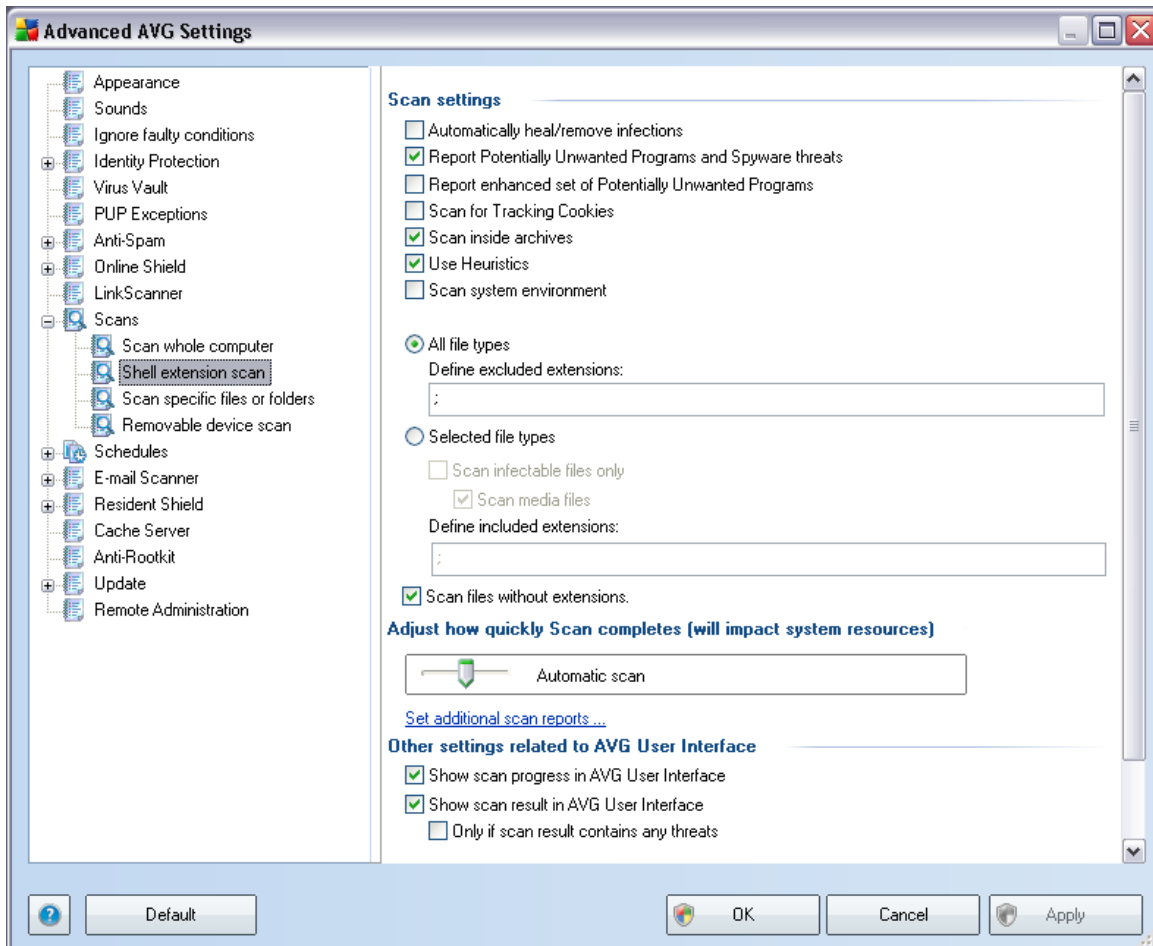 Advanced AVG Settings
Appearance
Sounds
Ignore faulty conditions
Identity Protection
Virus Vault
PUP Exceptions
Anti-Spam
Online Shield
LinkScanner
Scans
Scan whole computer
Shell extension scan
Scan specific files or folders
Removable device scan
Schedules
E-mail Scanner
Resident Shield
Cache Server
Anti-Rootkit
Update
Remote Administration
Scan settings
Automatically heal/remove infections
Report Potentially Unwanted Programs and Spyware threats
Report enhanced set of Potentially Unwanted Programs
Scan for Tracking Cookies
Scan inside archives
Use Heuristics
Scan system environment
All file types
Define excluded extensions:
;
Selected file types
Scan infectable files only
Scan media files
Define included extensions:
;
Scan files without extensions.
Adjust how quickly Scan completes (will impact system resources)
Automatic scan
Set additional scan reports ...
Other settings related to AVG User Interface
Show scan progress in AVG User Interface
Show scan result in AVG User Interface
Only if scan result contains any threats
?
Default
OK
Cancel
Apply